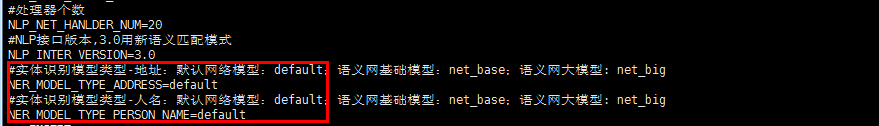 #处理器个数
NLP_NET_HANLDER_NUM=20
#NLP接口版本,3.0用新语义匹配模式
NLP_INTER_VERSION=3.0
#实体识别模型类型-地址: 默认网络模型: default; 语义网基础模型: net_base; 语义网大模型: net_big
NER_MODEL_TYPE_ADDRESS=default
#实体识别模型类型-人名: 默认网络模型: default; 语义网基础模型: net_base; 语义网大模型: net_big
NER_MODEL_TYPE_PERSON_NAME=default